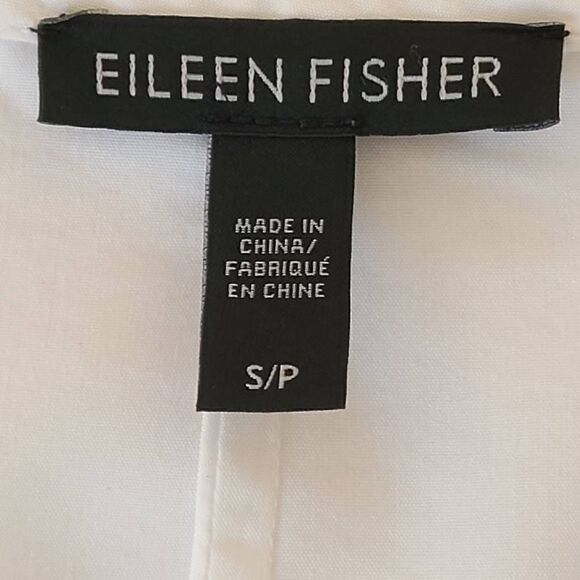 EILEEN FISHER
MADE IN
CHINA/
FABRIQUÉ
EN CHINE
S/P